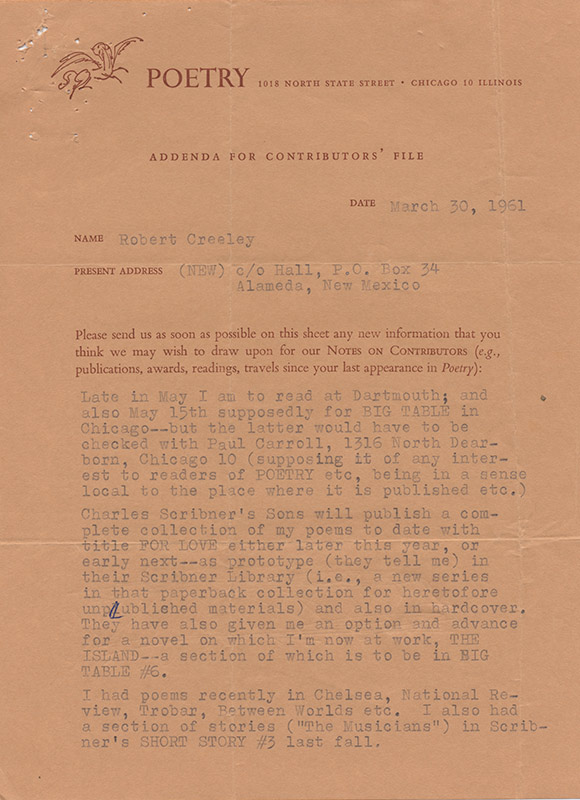 POETRY 1018 NORTH STATE STREET • CHICAGO 10 ILLINOIS
ADDENDA FOR CONTRIBUTORS' FILE
DATE March 30, 1961
NAME Robert Creeley
PRESENT ADDRESS (NEW) c/o Hall, P.O. Box 34
Alameda, New Mexico
Please send us as soon as possible on this sheet any new information that you
think we may wish to draw upon for our NOTES ON CONTRIBUTORS (e.g.,
publications, awards, readings, travels since your last appearance in Poetry):
Late in May I am to read at Dartmouth; and
also May 15th supposedly for BIG TABLE in
Chicago--but the latter would have to be
checked with Paul Carroll, 1316 North Dear-
born, Chicago 10 (supposing it of any inter-
est to readers of POETRY etc, being in a sense
local to the place where it is published etc.)
Charles Scribner's Sons will publish a com-
plete collection of my poems to date with
title FOR LOVE either later this year, or
early next--as prototype (they tell me) in
their Scribner Library (i.e., a new series
in that paperback collection for heretofore
unpublished materials) and also in hardcover.
They have also given me an option and advance
for a novel on which I'm now at work, THE
ISLAND--a section of which is to be in BIG
TABLE #6.
I had poems recently in Chelsea, National Re-
view, Trobar, Between Worlds etc. I also had
a section of stories ("The Musicians") in Scrib-
ner's SHORT STORY #3 last fall.